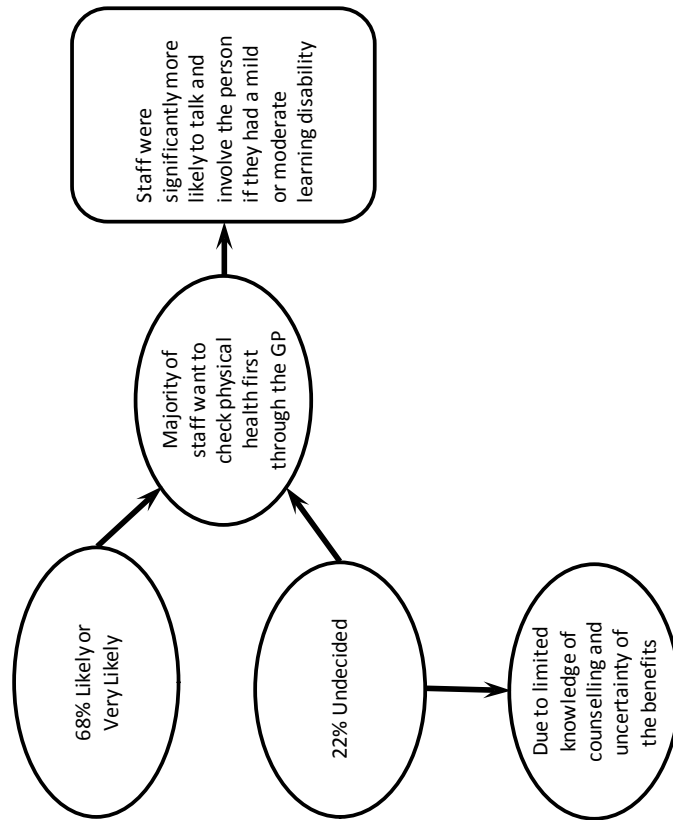 68% Likely or
Very Likely
22% Undecided
Due to limited
knowledge of
counselling and
uncertainty of
the benefits
Majority of
staff want to
check physical
health first
through the GP
Staff were
significantly more
likely to talk and
involve the person
if they had a mild
or moderate
learning disability